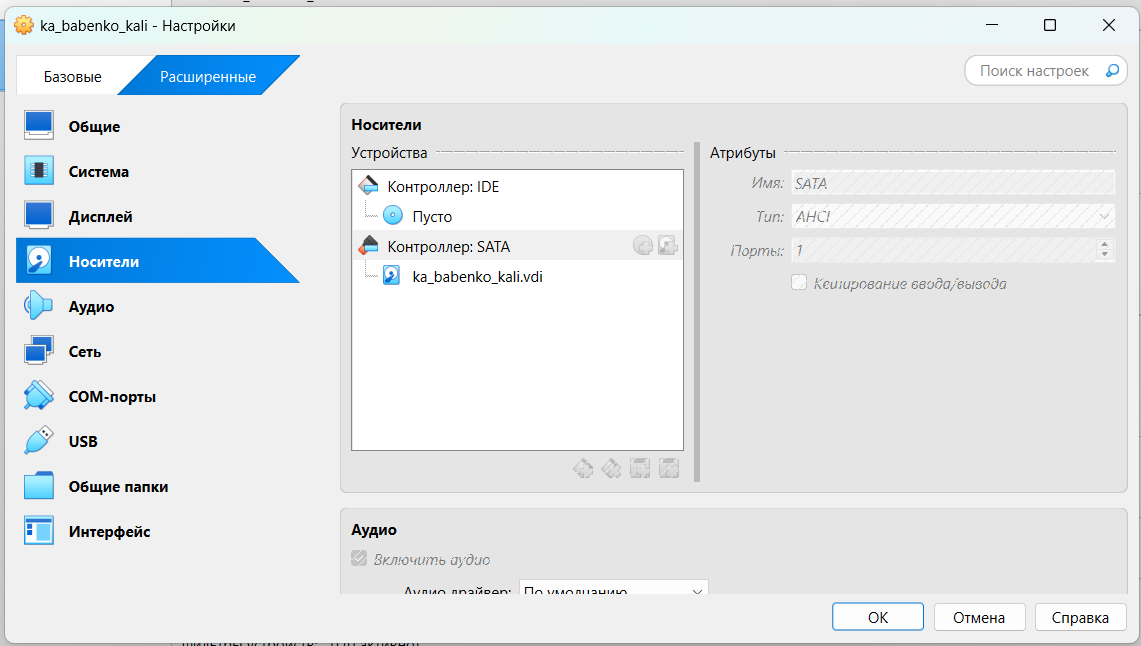 ka_babenko_kali - Настройки
Базовые
Расширенные
Поиск настроек
Общие
Система
Дисплей
Носители
Аудио
Сеть
COM-порты
USB
Общие папки
Интерфейс
Носители
Устройства
Контроллер: IDE
Пусто
Контроллер: SATA
ka_babenko_kali.vdi
Атрибуты
Имя: SATA
Тип: AHCI
Порты: 1
Кеширование ввода/вывода
Аудио
Включить аудио
Аудио драйвер: По умолчанию
OK
Отмена
Справка